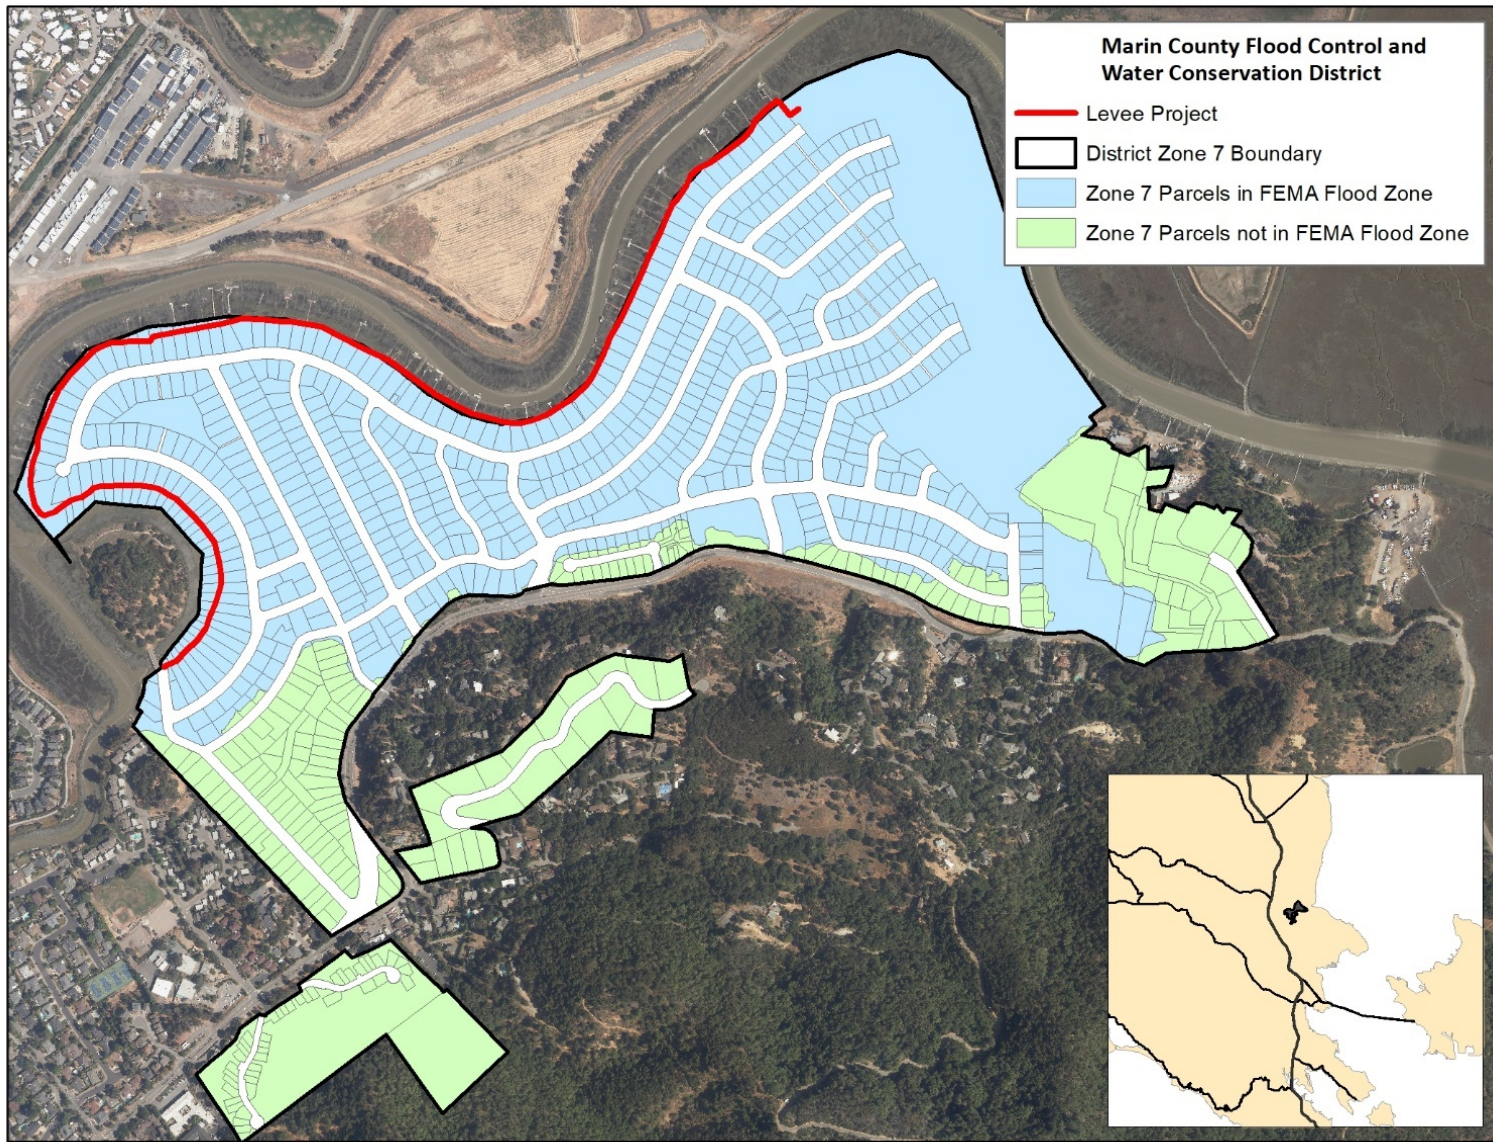 Marin County Flood Control and
Water Conservation District
Levee Project
District Zone 7 Boundary
Zone 7 Parcels in FEMA Flood Zone
Zone 7 Parcels not in FEMA Flood Zone